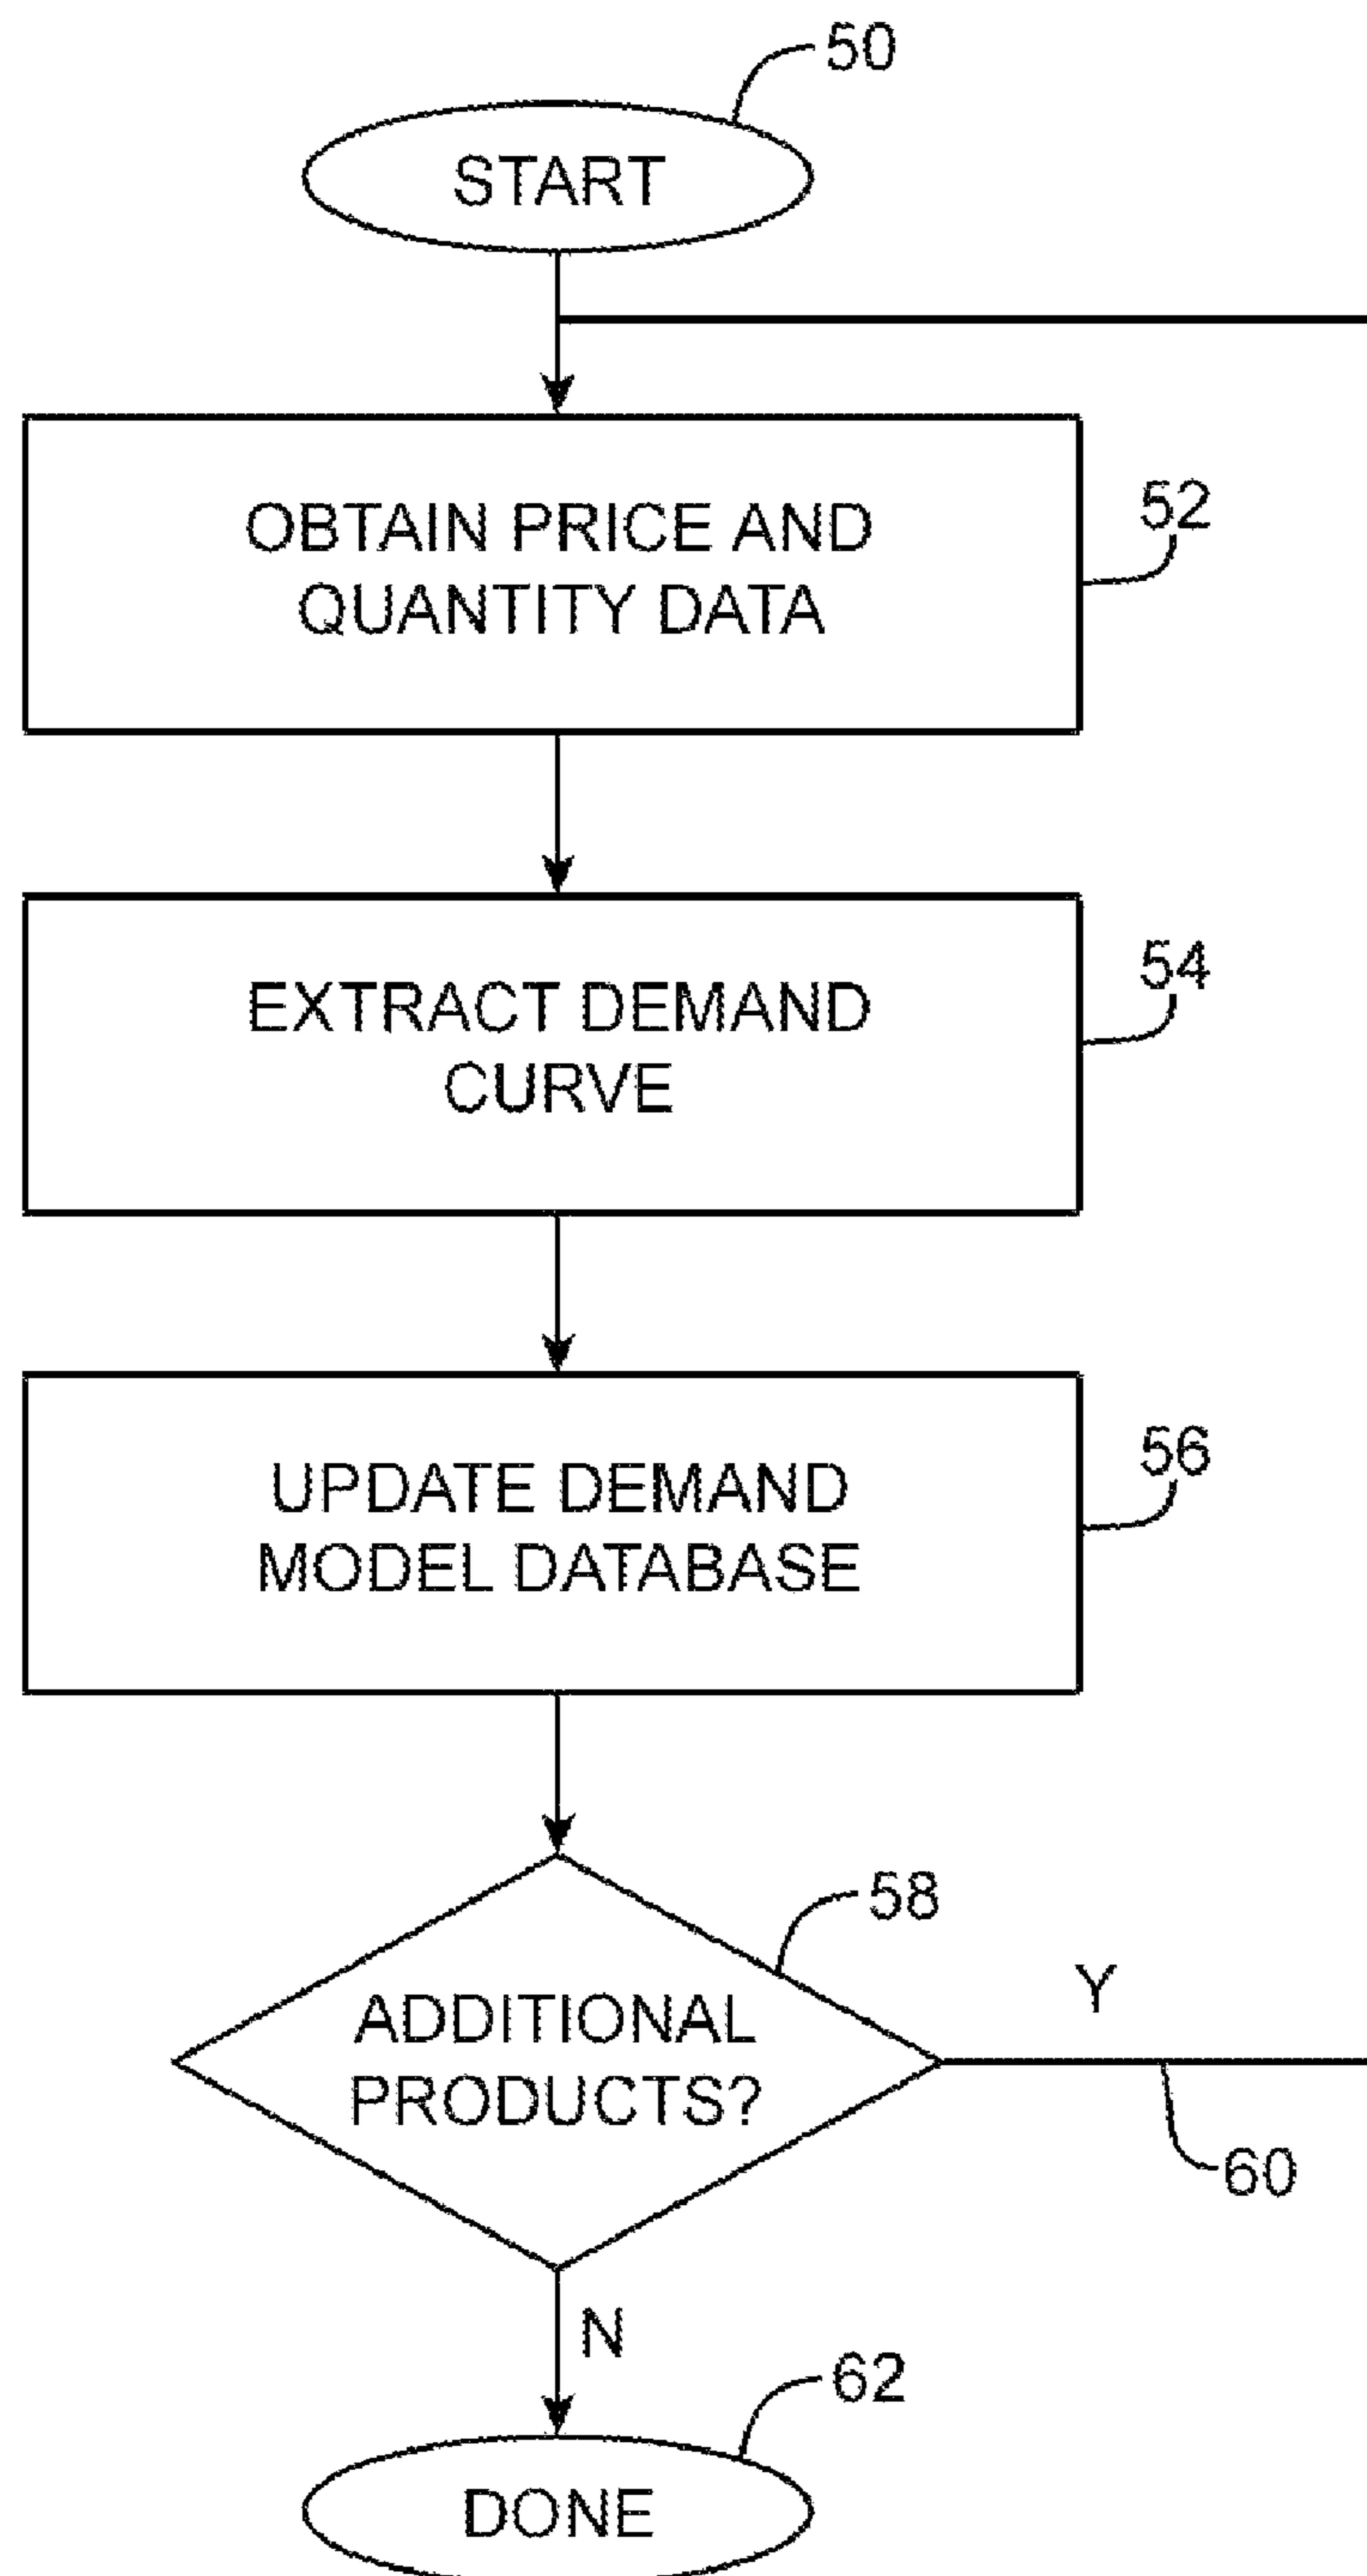 50
START
OBTAIN PRICE AND
QUANTITY DATA
52
EXTRACT DEMAND
CURVE
54
UPDATE DEMAND
MODEL DATABASE
56
58
ADDITIONAL
PRODUCTS?
Y
60
N
62
DONE